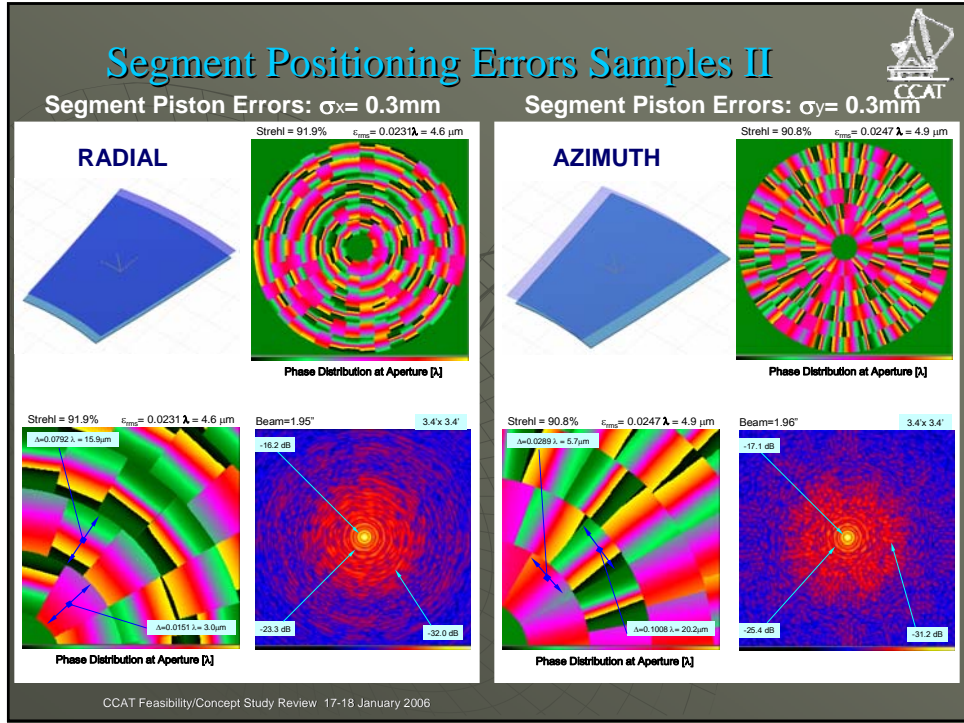 Segment Positioning Errors Samples II
CCAT
Segment Piston Errors: σx= 0.3mm
Strehl = 91.9% εrms= 0.0231λ = 4.6 μm
RADIAL
Phase Distribution at Aperture [λ]
Strehl = 91.9% εrms= 0.0231 λ = 4.6 μm
Δ=0.0792 λ = 15.9μm
Δ=0.0151 λ = 3.0μm
Phase Distribution at Aperture [λ]
Beam=1.95”
3.4’x 3.4’
-16.2 dB
-23.3 dB
-32.0 dB
Segment Piston Errors: σy= 0.3mm
Strehl = 90.8% εrms= 0.0247 λ = 4.9 μm
AZIMUTH
Phase Distribution at Aperture [λ]
Strehl = 90.8% εrms= 0.0247 λ = 4.9 μm
Δ=0.0289 λ = 5.7μm
Δ=0.1008 λ = 20.2μm
Phase Distribution at Aperture [λ]
Beam=1.96”
3.4’x 3.4’
-17.1 dB
-25.4 dB
-31.2 dB
CCAT Feasibility/Concept Study Review 17-18 January 2006